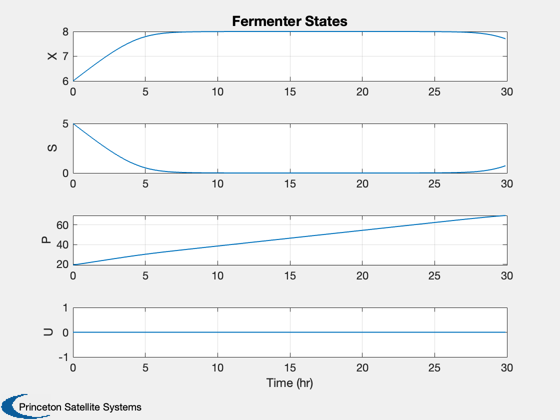 Fermenter States
8
7
6
X
0 5 10 15 20 25 30
5
0
S
0 5 10 15 20 25 30
60
40
20
P
0 5 10 15 20 25 30
1
0
-1
U
0 5 10 15 20 25 30
Time (hr)
Princeton Satellite Systems